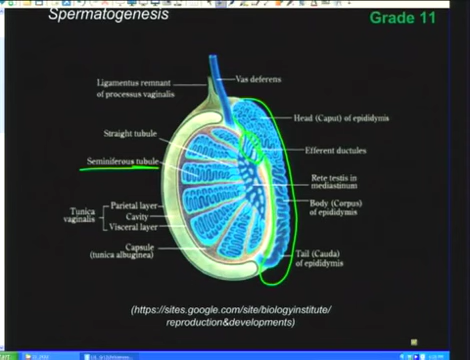 Spermatogenesis
Grade 11
Ligamentus remnant
of processus vaginalis
Vas deferens
Head (Caput) of epididymis
Straight tubule
Efferent ductules
Seminiferous tubule
Rete testis in
mediastinum
Parietal layer
Tunica
vaginalis
Cavity
Visceral layer
Body (Corpus)
of epididymis
Capsule
(tunica albuginea)
Tail (Cauda)
of epididymis
(https://sites.google.com/site/biologyinstitute/
reproduction&developments)